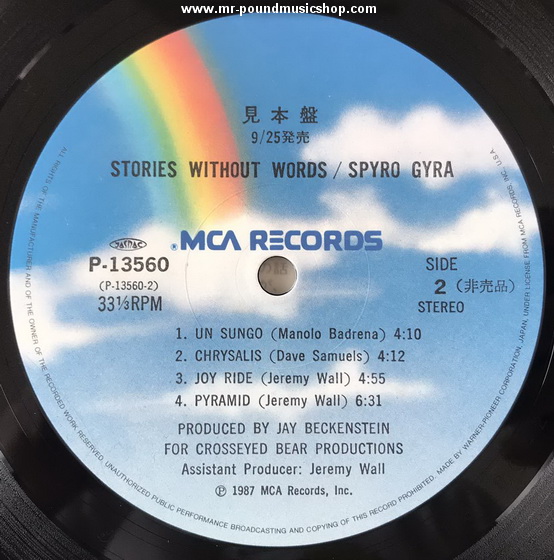 www.mr-poundmusicshop.com
見本盤
9/25発売
STORIES WITHOUT WORDS / SPYRO GYRA
JASRAC
MCA RECORDS
P-13560
(P-13560-2)
33⅓RPM
SIDE
2 (非売品)
STEREO
1. UN SUNGO (Manolo Badrena) 4:10
2. CHRYSALIS (Dave Samuels) 4:12
3. JOY RIDE (Jeremy Wall) 4:55
4. PYRAMID (Jeremy Wall) 6:31
PRODUCED BY JAY BECKENSTEIN
FOR CROSSEYED BEAR PRODUCTIONS
Assistant Producer: Jeremy Wall
Ⓟ 1987 MCA Records, Inc.
ALL RIGHTS OF THE MANUFACTURER AND OF THE OWNER OF THE RECORDED WORK RESERVED. UNAUTHORIZED PUBLIC PERFORMANCE BROADCASTING AND COPYING OF THIS RECORD PROHIBITED. MADE BY WARNER-PIONEER CORPORATION, JAPAN, UNDER LICENSE FROM MCA RECORDS, INC. U.S.A.